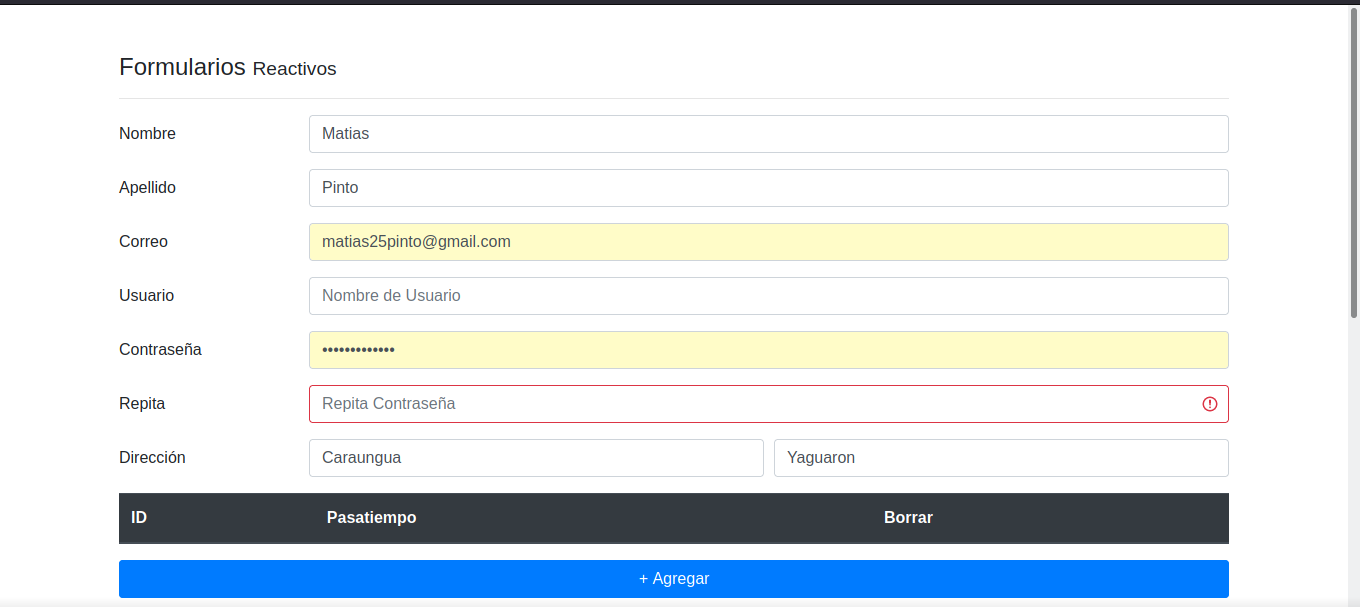 Formularios Reactivos
Nombre Matias
Apellido Pinto
Correo matias25pinto@gmail.com
Usuario Nombre de Usuario
Contraseña •••••••••••••
Repita Repita Contraseña
Dirección Caraungua Yaguaron
ID Pasatiempo Borrar
+ Agregar